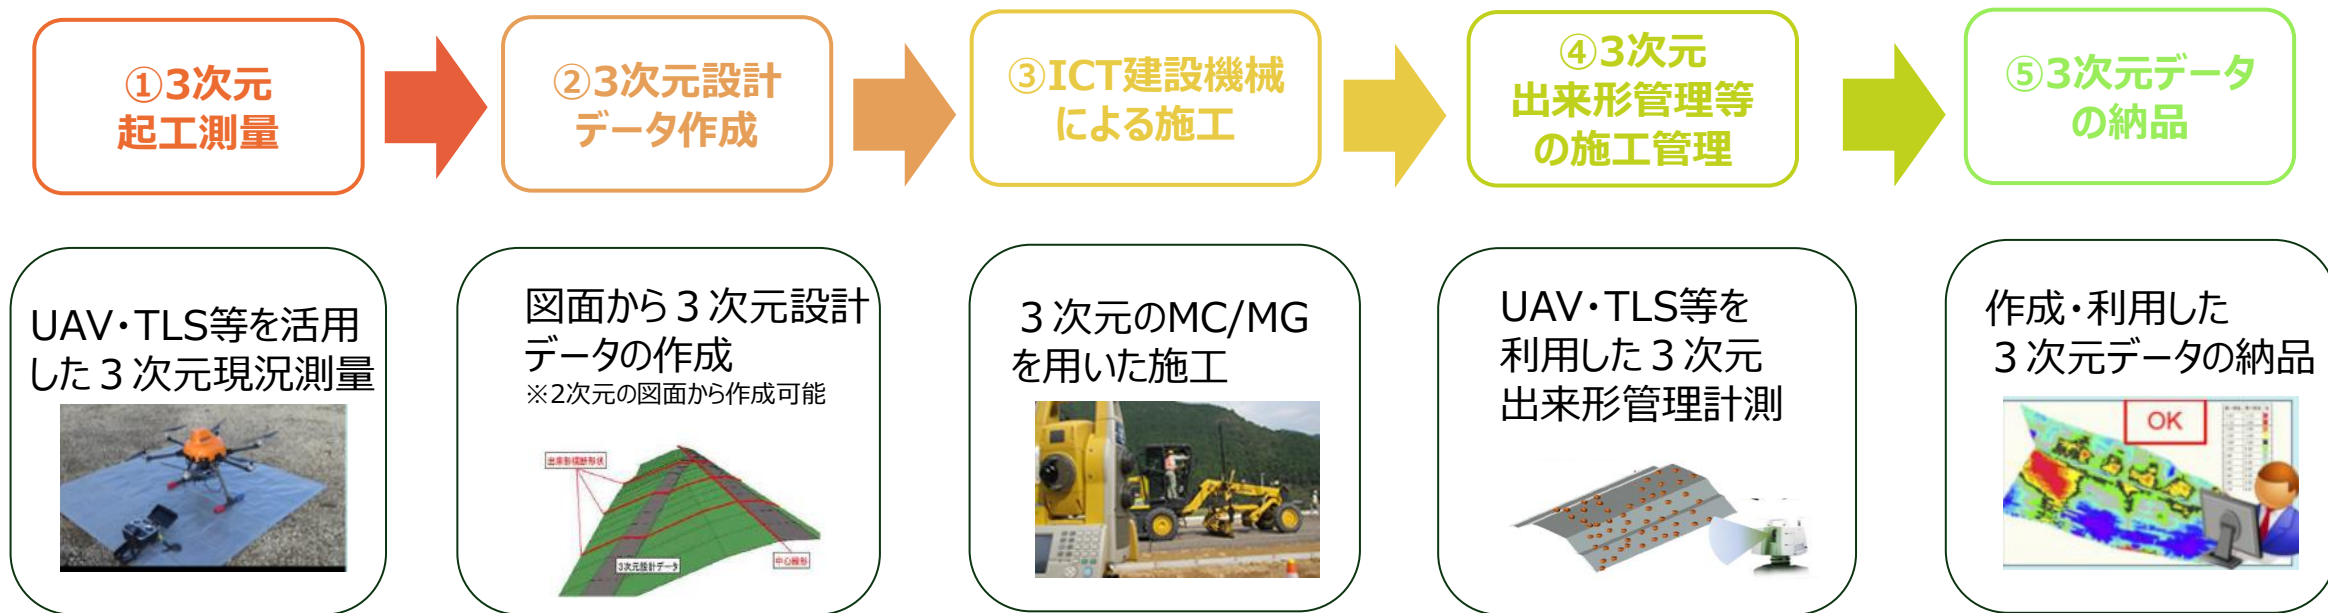 ①3次元
起工測量
②3次元設計
データ作成
③ICT建設機械
による施工
④3次元
出来形管理等
の施工管理
⑤3次元データ
の納品
UAV・TLS等を活用
した３次元現況測量
図面から３次元設計
データの作成
※2次元の図面から作成可能
出来形横断形状
3次元設計データ
中心線形
３次元のMC/MG
を用いた施工
UAV・TLS等を
利用した３次元
出来形管理計測
作成・利用した
３次元データの納品
OK